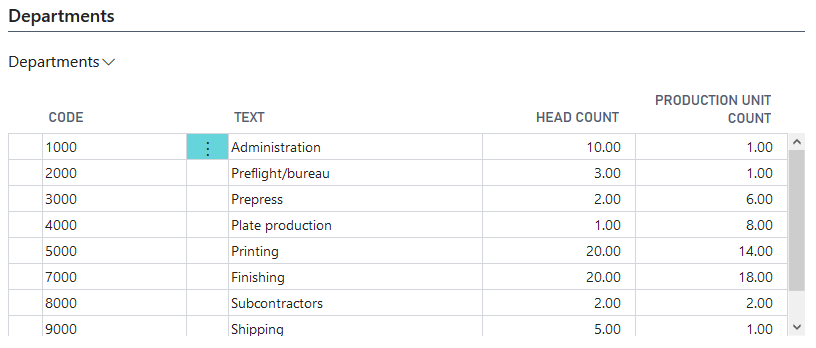 Departments
Departments
CODE TEXT HEAD COUNT PRODUCTION UNIT COUNT
1000 Administration 10.00 1.00
2000 Preflight/bureau 3.00 1.00
3000 Prepress 2.00 6.00
4000 Plate production 1.00 8.00
5000 Printing 20.00 14.00
7000 Finishing 20.00 18.00
8000 Subcontractors 2.00 2.00
9000 Shipping 5.00 1.00